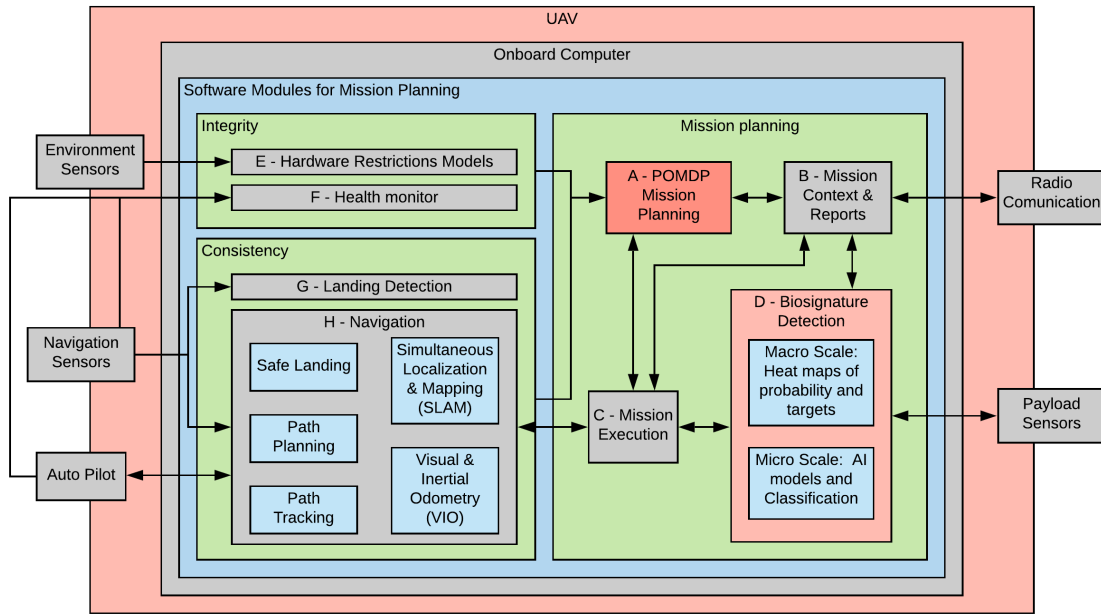 UAV
Onboard Computer
Software Modules for Mission Planning
Integrity
E - Hardware Restrictions Models
F - Health monitor
Consistency
G - Landing Detection
H - Navigation
Safe Landing
Path
Planning
Path
Tracking
Simultaneous
Localization
& Mapping
(SLAM)
Visual &
Inertial
Odometry
(VIO)
Mission planning
A - POMDP
Mission
Planning
B - Mission
Context &
Reports
C - Mission
Execution
D - Biosignature
Detection
Macro Scale:
Heat maps of
probability and
targets
Micro Scale:  AI
models and
Classification
Environment
Sensors
Navigation
Sensors
Auto Pilot
Radio
Comunication
Payload
Sensors